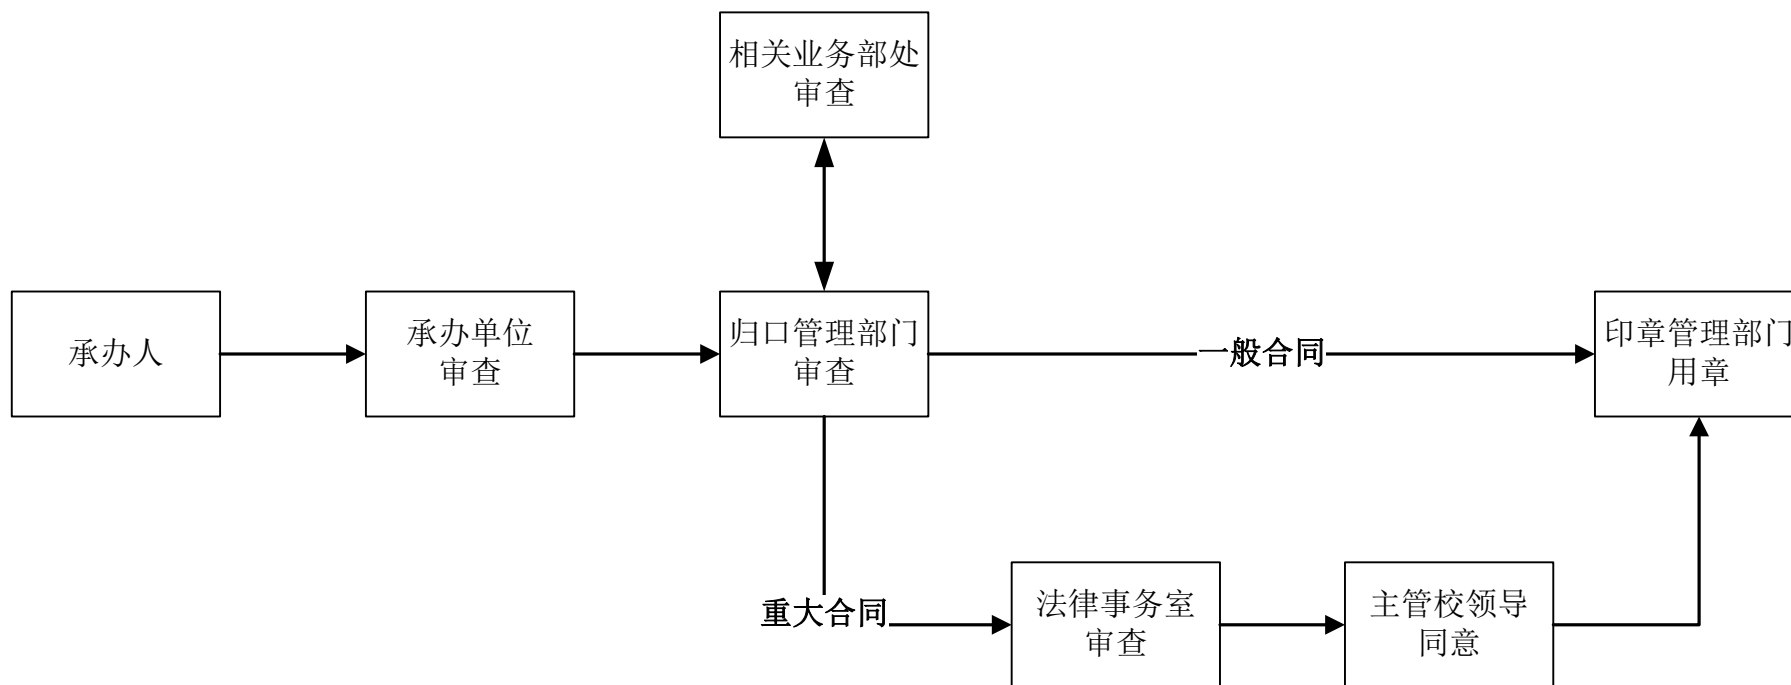 相关业务部处
审查
承办人
承办单位
审查
归口管理部门
审查
一般合同
印章管理部门
用章
重大合同
法律事务室
审查
主管校领导
同意